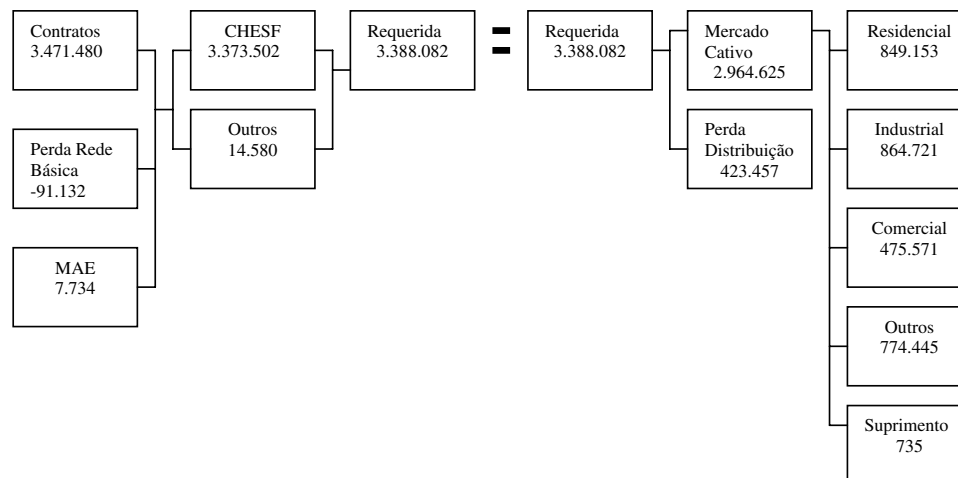 Contratos
3.471.480
Perda Rede
Básica
-91.132
MAE
7.734
CHESF
3.373.502
Outros
14.580
Requerida
3.388.082
=
Requerida
3.388.082
Mercado
Cativo
2.964.625
Perda
Distribuição
423.457
Residencial
849.153
Industrial
864.721
Comercial
475.571
Outros
774.445
Suprimento
735